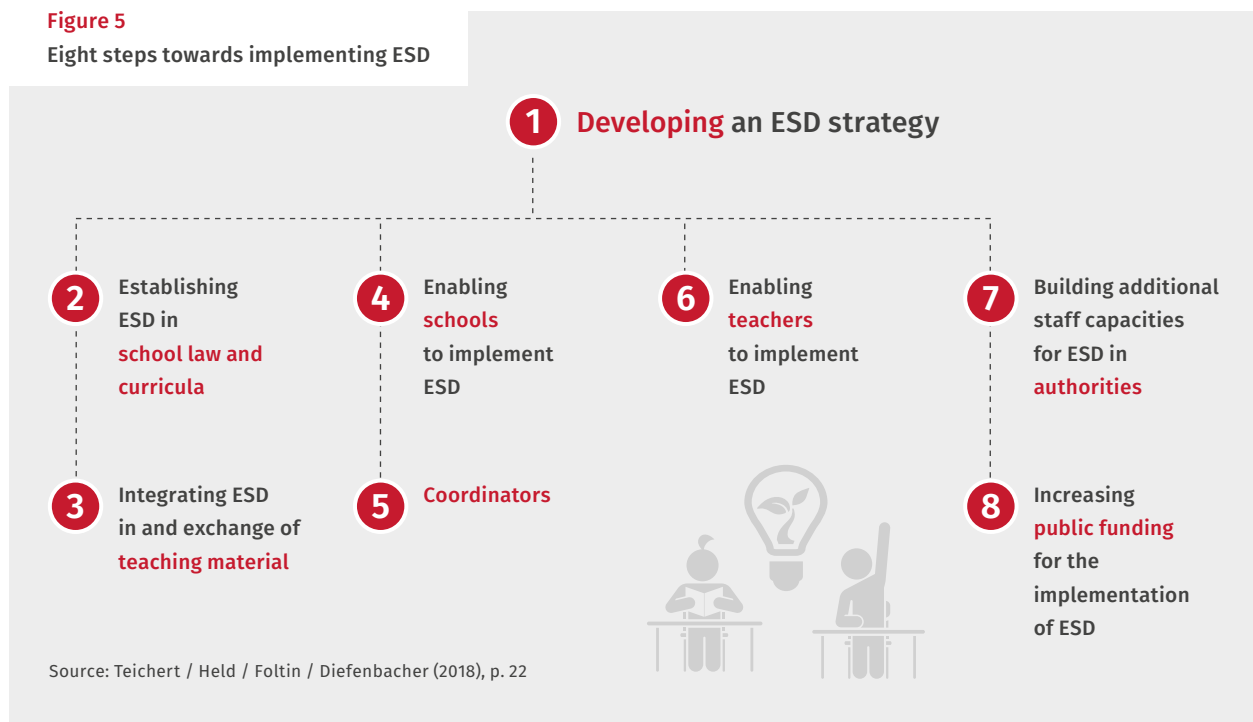 Figure 5
Eight steps towards implementing ESD
1 Developing an ESD strategy
2 Establishing
ESD in
school law and
curricula
3 Integrating ESD
in and exchange of
teaching material
4 Enabling
schools
to implement
ESD
5 Coordinators
6 Enabling
teachers
to implement
ESD
7 Building additional
staff capacities
for ESD in
authorities
8 Increasing
public funding
for the
implementation
of ESD
Source: Teichert / Held / Foltin / Diefenbacher (2018), p. 22